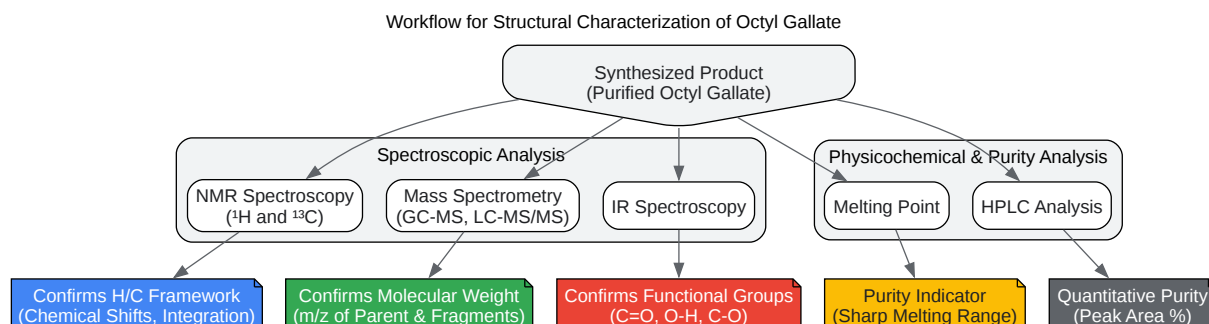 Workflow for Structural Characterization of Octyl Gallate
Synthesized Product
(Purified Octyl Gallate)
Spectroscopic Analysis
Physicochemical & Purity Analysis
NMR Spectroscopy
(¹H and ¹³C)
Mass Spectrometry
(GC-MS, LC-MS/MS)
IR Spectroscopy
Melting Point
HPLC Analysis
Confirms H/C Framework
(Chemical Shifts, Integration)
Confirms Molecular Weight
(m/z of Parent & Fragments)
Confirms Functional Groups
(C=O, O-H, C-O)
Purity Indicator
(Sharp Melting Range)
Quantitative Purity
(Peak Area %)